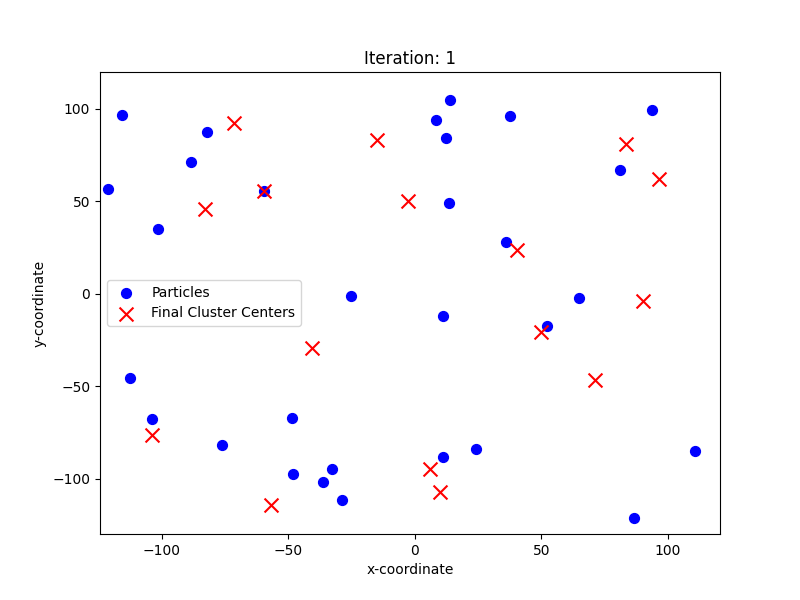 Iteration: 1
100
50
0
−50
−100
y-coordinate
Particles
Final Cluster Centers
−100
−50
0
50
100
x-coordinate